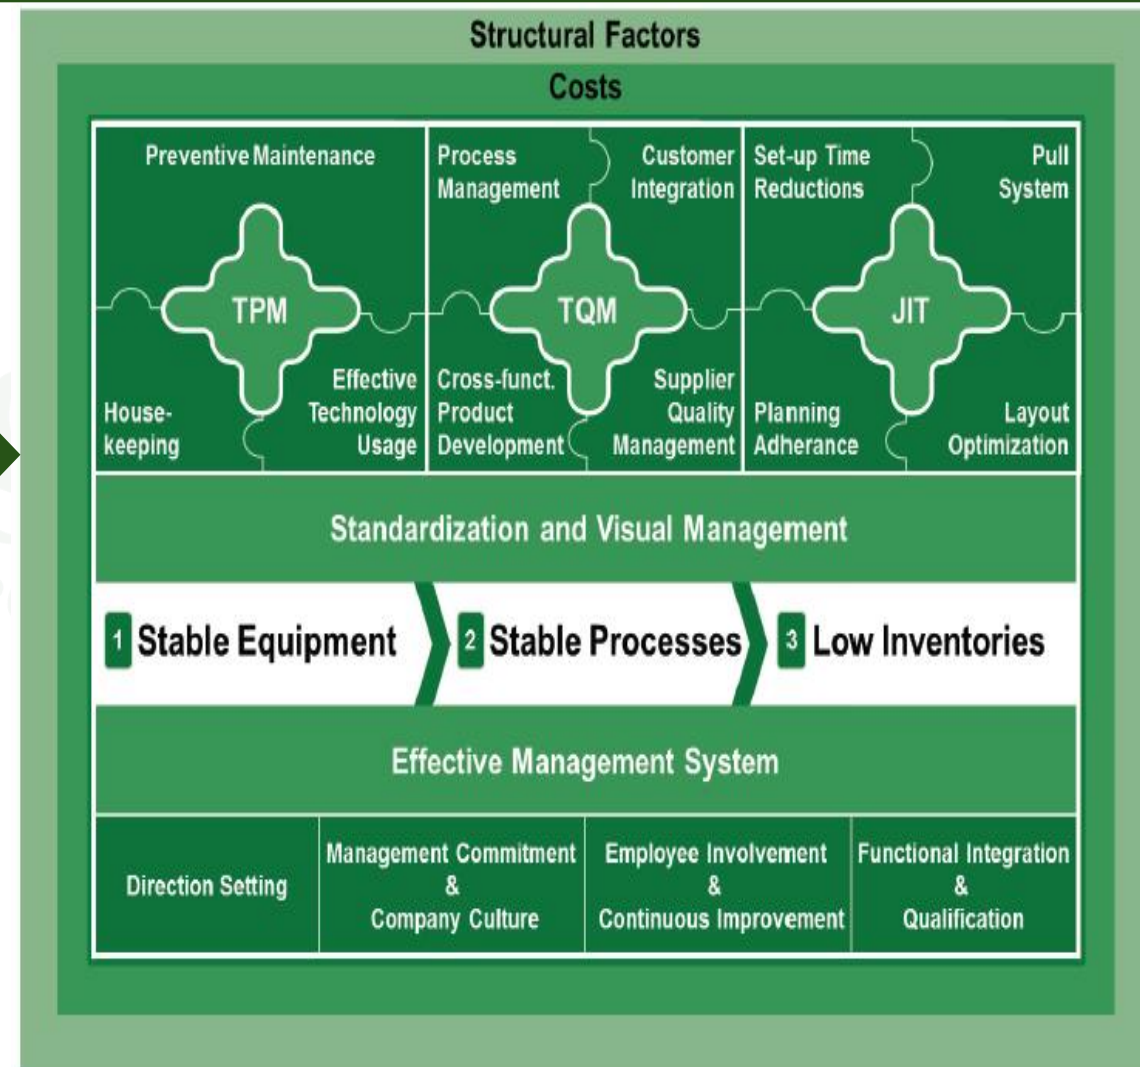 Structural Factors
Costs
Preventive Maintenance
TPM
House-
keeping
Effective
Technology
Usage
Process
Management
Customer
Integration
TQM
Cross-funct.
Product
Development
Supplier
Quality
Management
Set-up Time
Reductions
Pull
System
JIT
Planning
Adherance
Layout
Optimization
Standardization and Visual Management
1 Stable Equipment
2 Stable Processes
3 Low Inventories
Effective Management System
Direction Setting
Management Commitment
&
Company Culture
Employee Involvement
&
Continuous Improvement
Functional Integration
&
Qualification